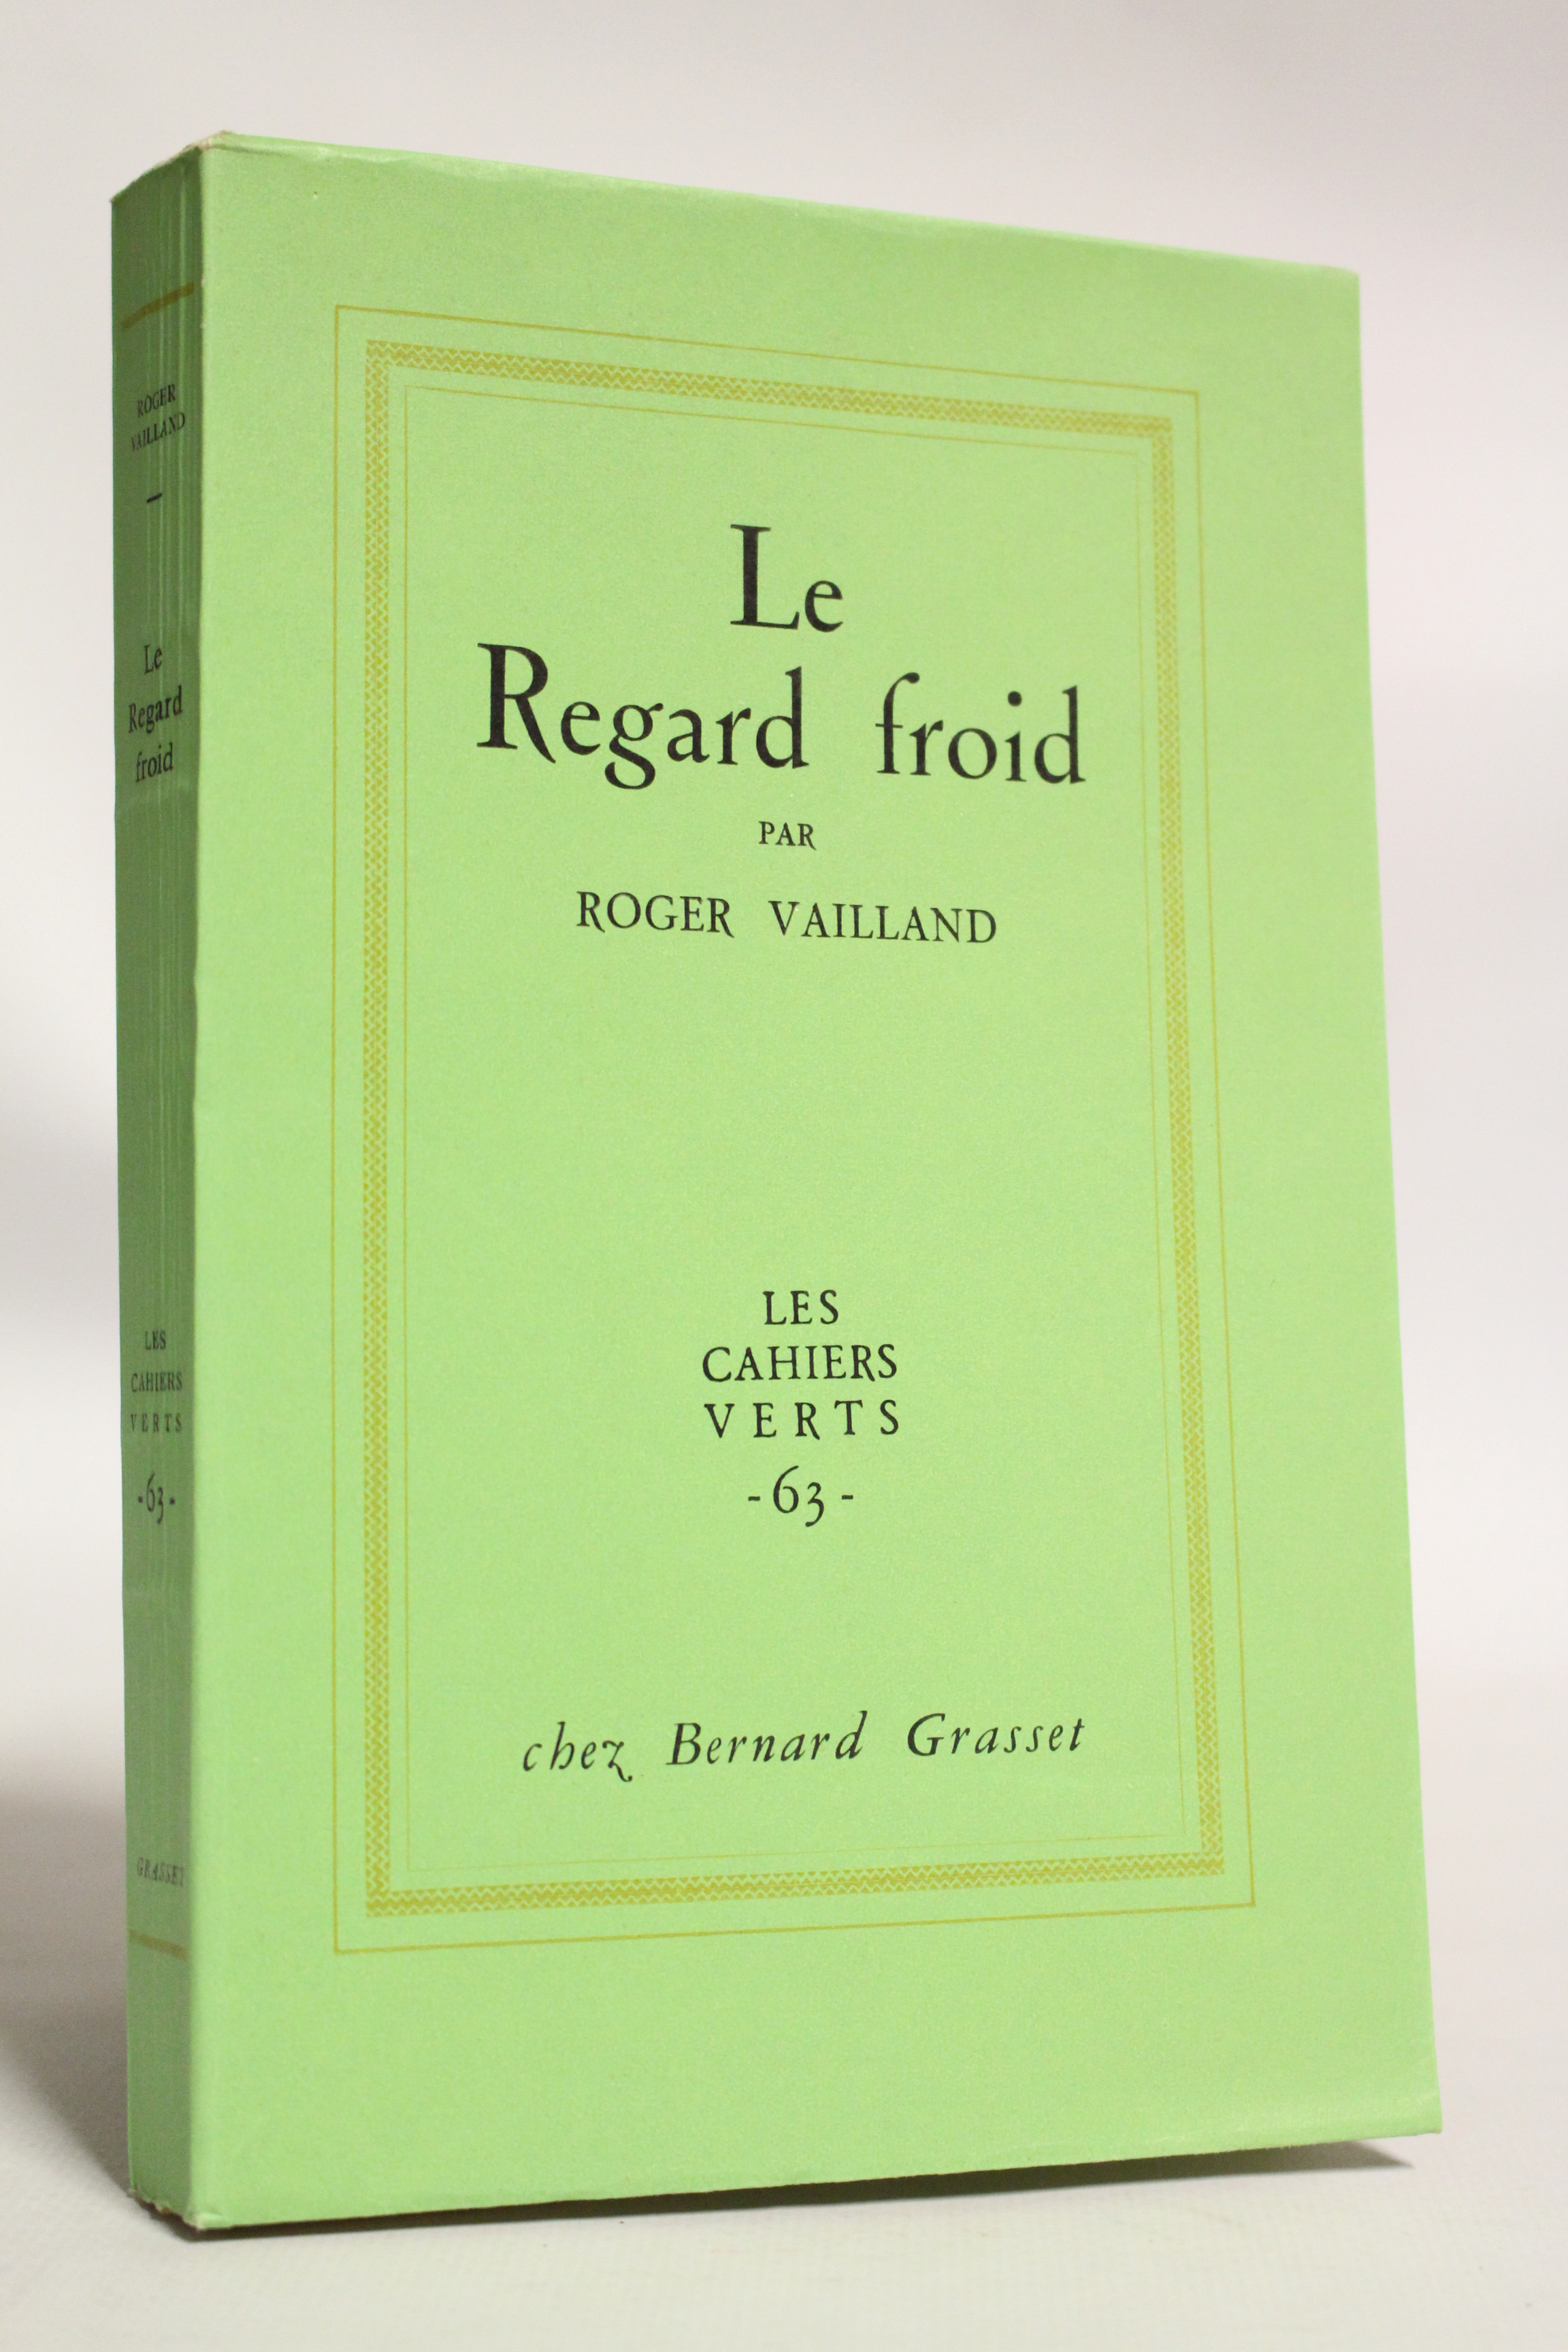 ROGER
VAILLAND
—
Le
Regard
froid
LES
CAHIERS
VERTS
-63-
GRASSET
Le
Regard froid
PAR
ROGER VAILLAND
LES
CAHIERS
VERTS
-63-
chez Bernard Grasset